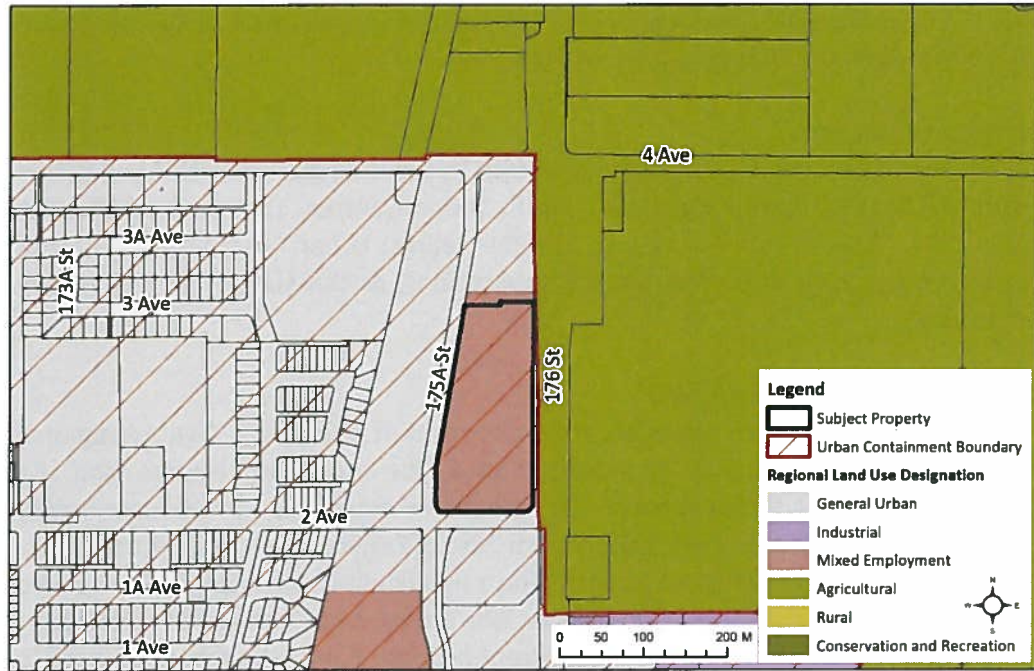 4 Ave
3A Ave
173A St
3 Ave
175A St
176 St
2 Ave
1A Ave
1 Ave
Legend
Subject Property
Urban Containment Boundary
Regional Land Use Designation
General Urban
Industrial
Mixed Employment
Agricultural
Rural
Conservation and Recreation
N
W
E
S
0 50 100 200 M